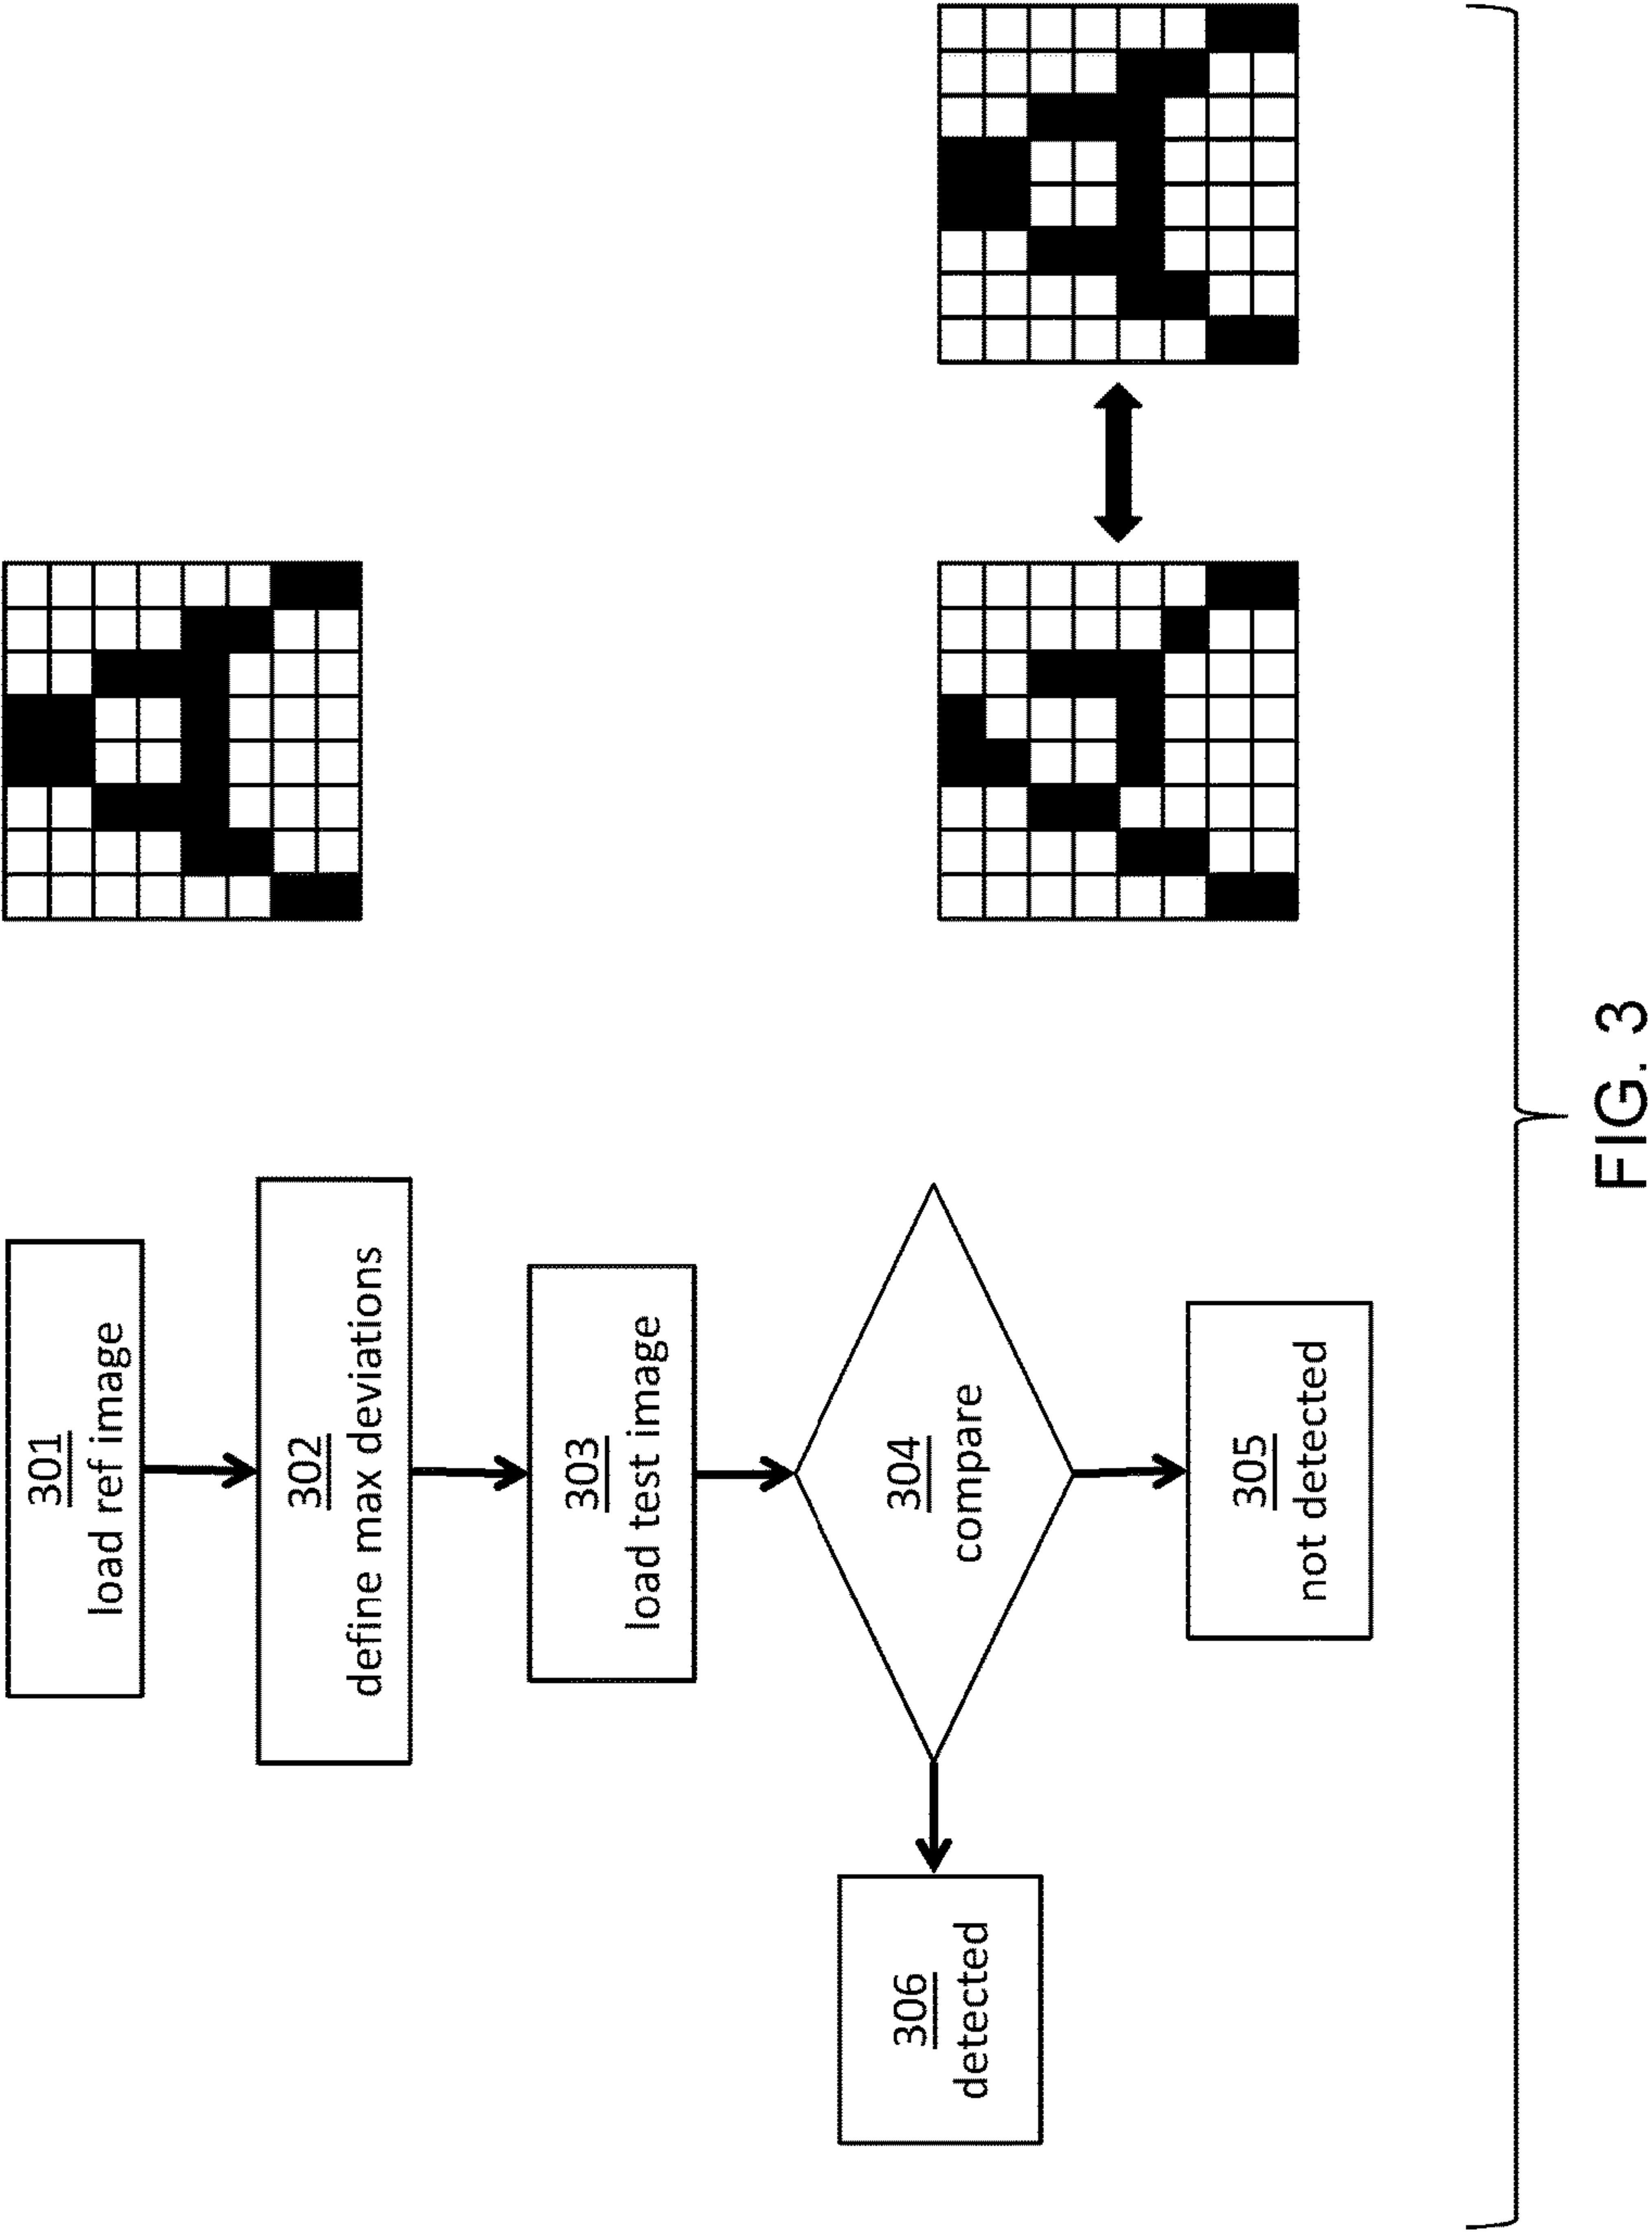 301
load ref image
302
define max deviations
303
load test image
304
compare
306
detected
305
not detected
FIG. 3